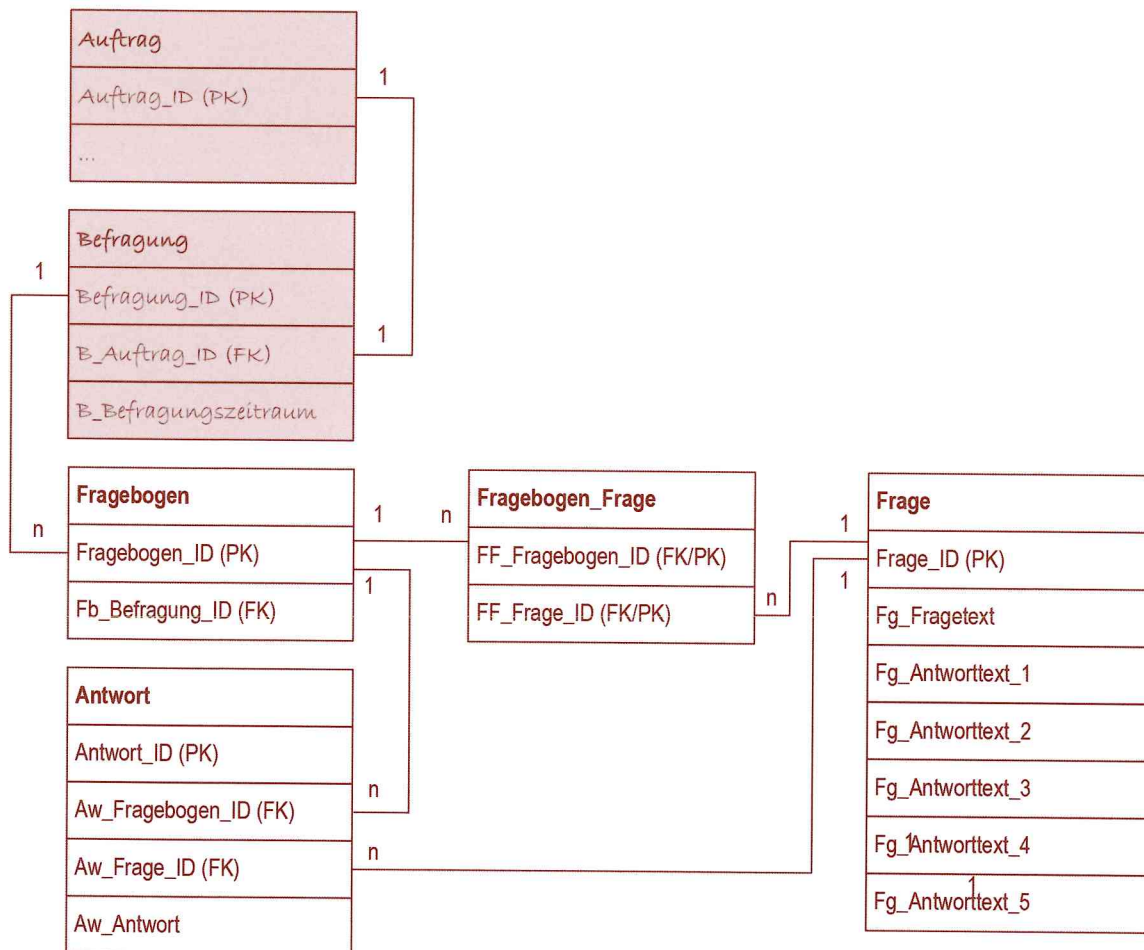 Auftrag
1
Auftrag_ID (PK)
...
Befragung
1
Befragung_ID (PK)
1
B_Auftrag_ID (FK)
B_Befragungszeitraum
Fragebogen
n
1
Fragebogen_ID (PK)
1
Fb_Befragung_ID (FK)
n
Fragebogen_Frage
FF_Fragebogen_ID (FK/PK)
n
FF_Frage_ID (FK/PK)
1
Frage
Frage_ID (PK)
1
Fg_Fragetext
Fg_Antworttext_1
Fg_Antworttext_2
Fg_Antworttext_3
Fg_Antworttext_4
1
Fg_Antworttext_5
1
Antwort
Antwort_ID (PK)
n
Aw_Fragebogen_ID (FK)
n
Aw_Frage_ID (FK)
Aw_Antwort